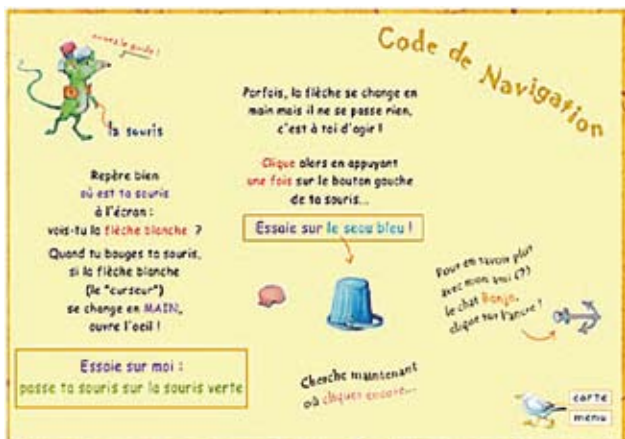 suivez le guide !
la souris
Code de Navigation
Repère bien
où est ta souris
à l'écran :
vois-tu la flèche blanche ?
Quand tu bouges ta souris,
si la flèche blanche
(le "curseur")
se change en MAIN,
ouvre l'oeil !
Essaie sur moi :
passe ta souris sur la souris verte
Parfois, la flèche se change en
main mais il ne se passe rien,
c'est à toi d'agir !
Clique alors en appuyant
une fois sur le bouton gauche
de ta souris...
Essaie sur le seau bleu !
Pour en savoir plus
avec mon ami (?)
le chat Banjo,
clique sur l'ancre !
Cherche maintenant
où cliquer encore...
carte
menu